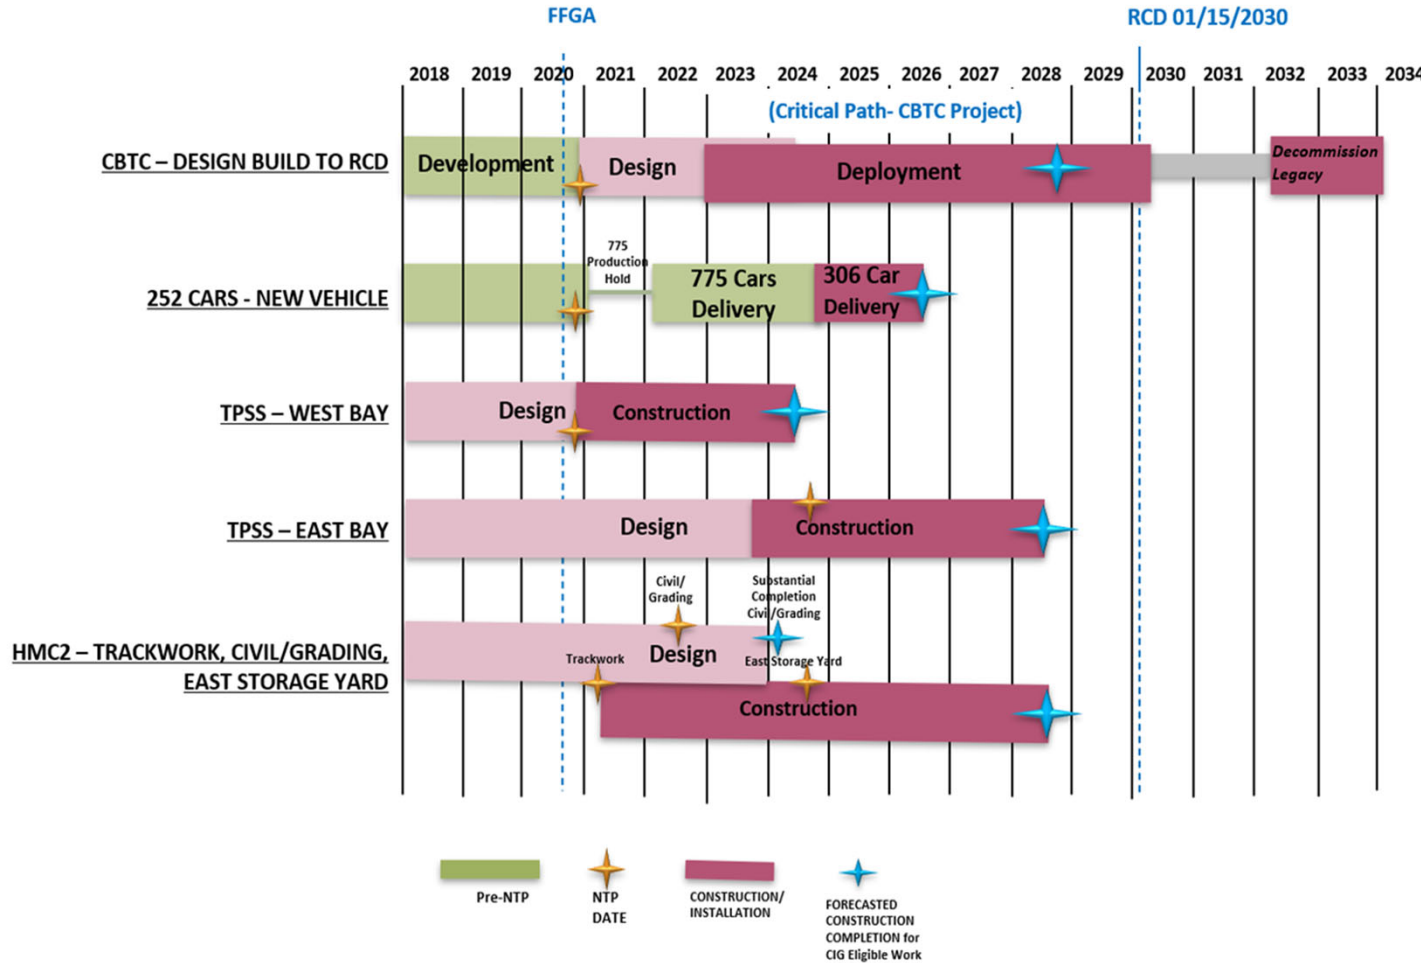 FFGA
RCD 01/15/2030
2018 2019 2020 2021 2022 2023 2024 2025 2026 2027 2028 2029 2030 2031 2032 2033 2034
(Critical Path- CBTC Project)
CBTC – DESIGN BUILD TO RCD
Development
Design
Deployment
Decommission
Legacy
775
Production
Hold
252 CARS - NEW VEHICLE
775 Cars
Delivery
306 Car
Delivery
TPSS – WEST BAY
Design
Construction
TPSS – EAST BAY
Design
Construction
Civil/
Grading
Substantial
Completion
Civil/Grading
HMC2 – TRACKWORK, CIVIL/GRADING,
EAST STORAGE YARD
Trackwork
Design
East Storage Yard
Construction
Pre-NTP
NTP
DATE
CONSTRUCTION/
INSTALLATION
FORECASTED
CONSTRUCTION
COMPLETION for
CIG Eligible Work